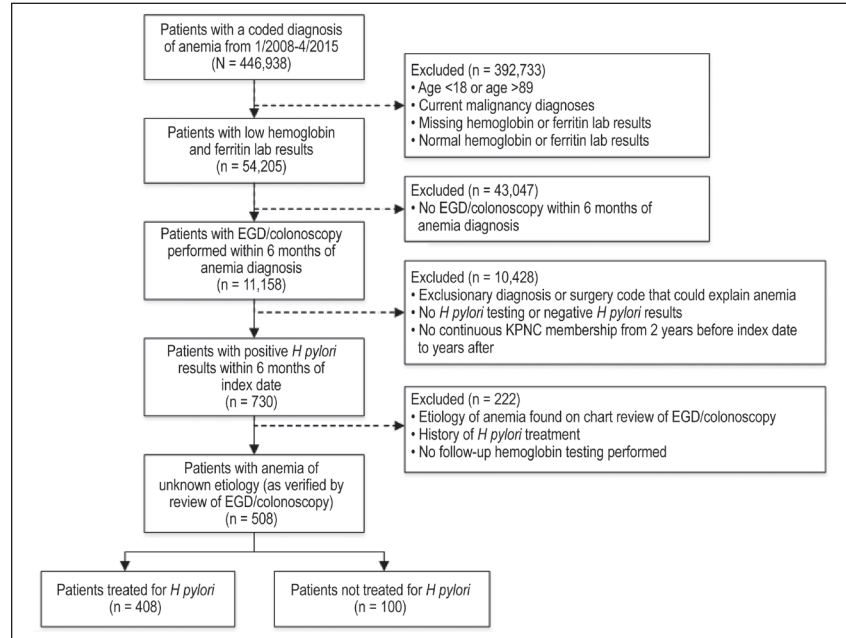 Patients with a coded diagnosis
of anemia from 1/2008-4/2015
(N = 446,938)
Excluded (n = 392,733)
• Age <18 or age >89
• Current malignancy diagnoses
• Missing hemoglobin or ferritin lab results
• Normal hemoglobin or ferritin lab results
Patients with low hemoglobin
and ferritin lab results
(n = 54,205)
Excluded (n = 43,047)
• No EGD/colonoscopy within 6 months of
anemia diagnosis
Patients with EGD/colonoscopy
performed within 6 months of
anemia diagnosis
(n = 11,158)
Excluded (n = 10,428)
• Exclusionary diagnosis or surgery code that could explain anemia
• No H pylori testing or negative H pylori results
• No continuous KPNC membership from 2 years before index date
to years after
Patients with positive H pylori
results within 6 months of
index date
(n = 730)
Excluded (n = 222)
• Etiology of anemia found on chart review of EGD/colonoscopy
• History of H pylori treatment
• No follow-up hemoglobin testing performed
Patients with anemia of
unknown etiology (as verified by
review of EGD/colonoscopy)
(n = 508)
Patients treated for H pylori
(n = 408)
Patients not treated for H pylori
(n = 100)